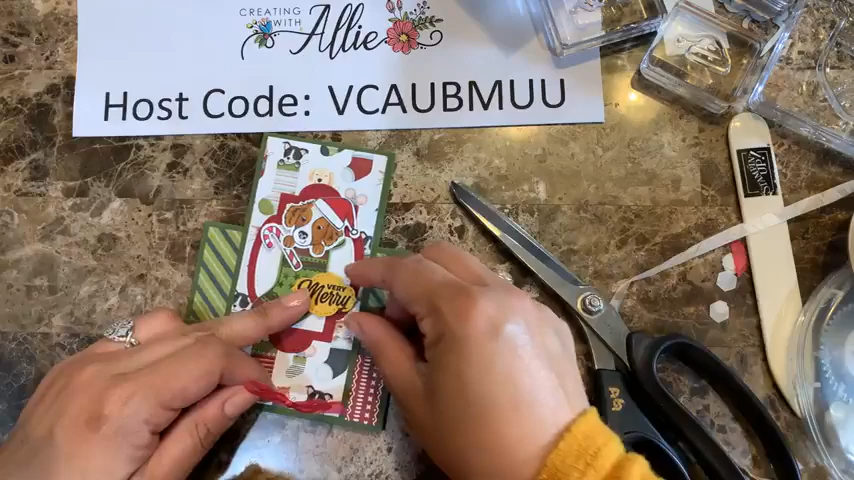 CREATING
WITH
Allie
Host Code: VCAUBMUU
VERY
Merry